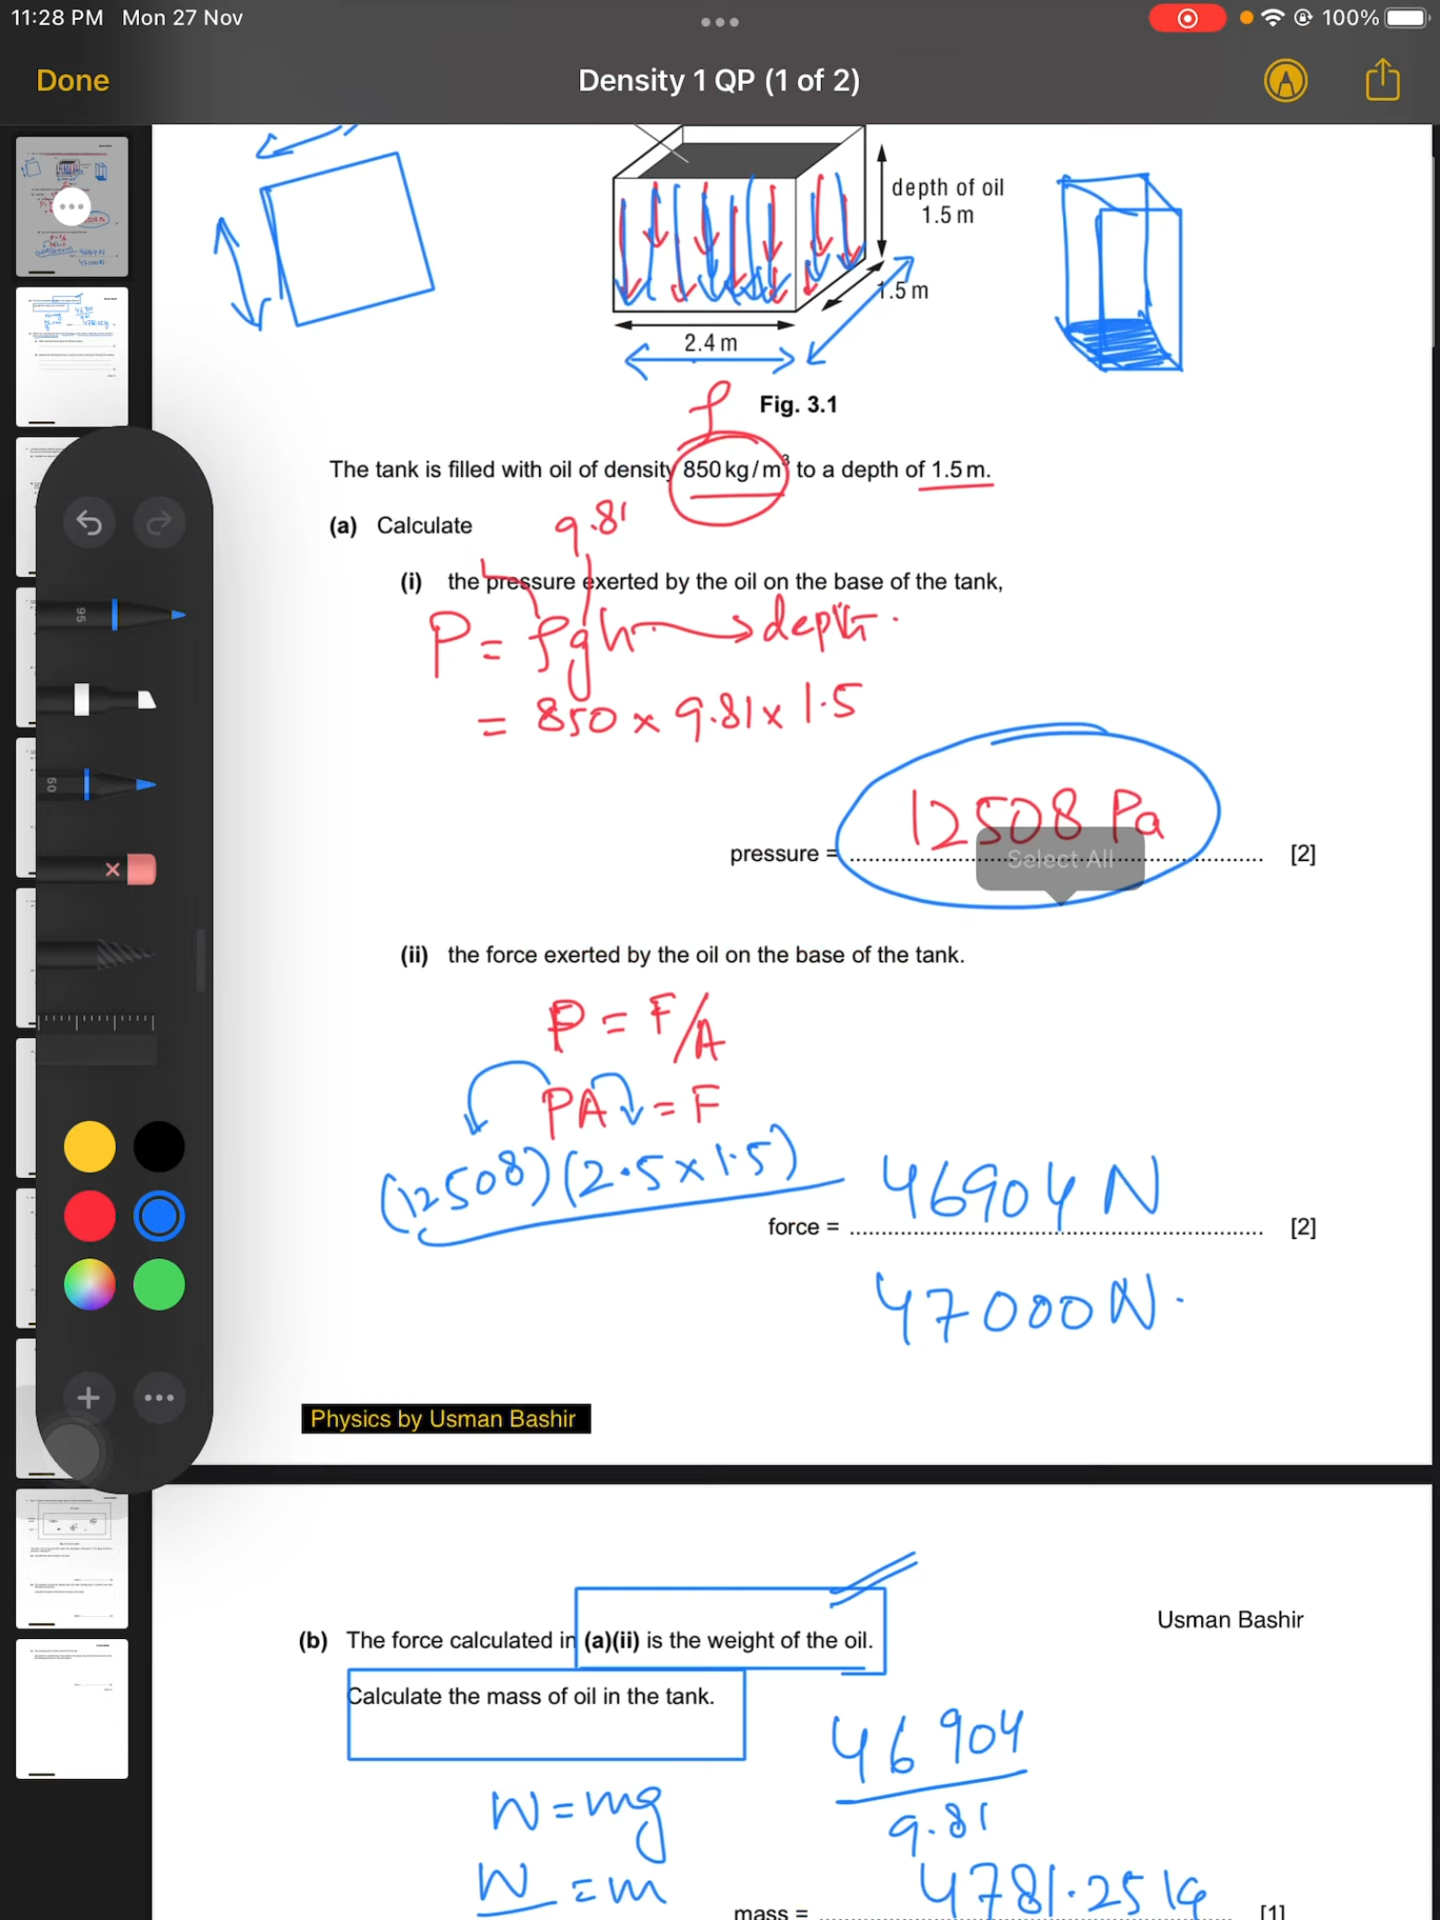 11:28 PM Mon 27 Nov
100%
Done
Density 1 QP (1 of 2)
depth of oil
1.5 m
1.5 m
2.4 m
Fig. 3.1
ρ
The tank is filled with oil of density 850 kg/m³ to a depth of 1.5 m.
(a) Calculate
9.81
(i) the pressure exerted by the oil on the base of the tank,
P = ρgh → depth.
= 850 × 9.81 × 1.5
12508 Pa
pressure = [2]
Select All
(ii) the force exerted by the oil on the base of the tank.
P = F/A
PA = F
(12508)(2.5×1.5)
46904 N
force = [2]
47000 N.
Physics by Usman Bashir
Usman Bashir
(b) The force calculated in (a)(ii) is the weight of the oil.
Calculate the mass of oil in the tank.
46904
9.81
W = mg
W = m
4781.25
mass = [1]
95
50